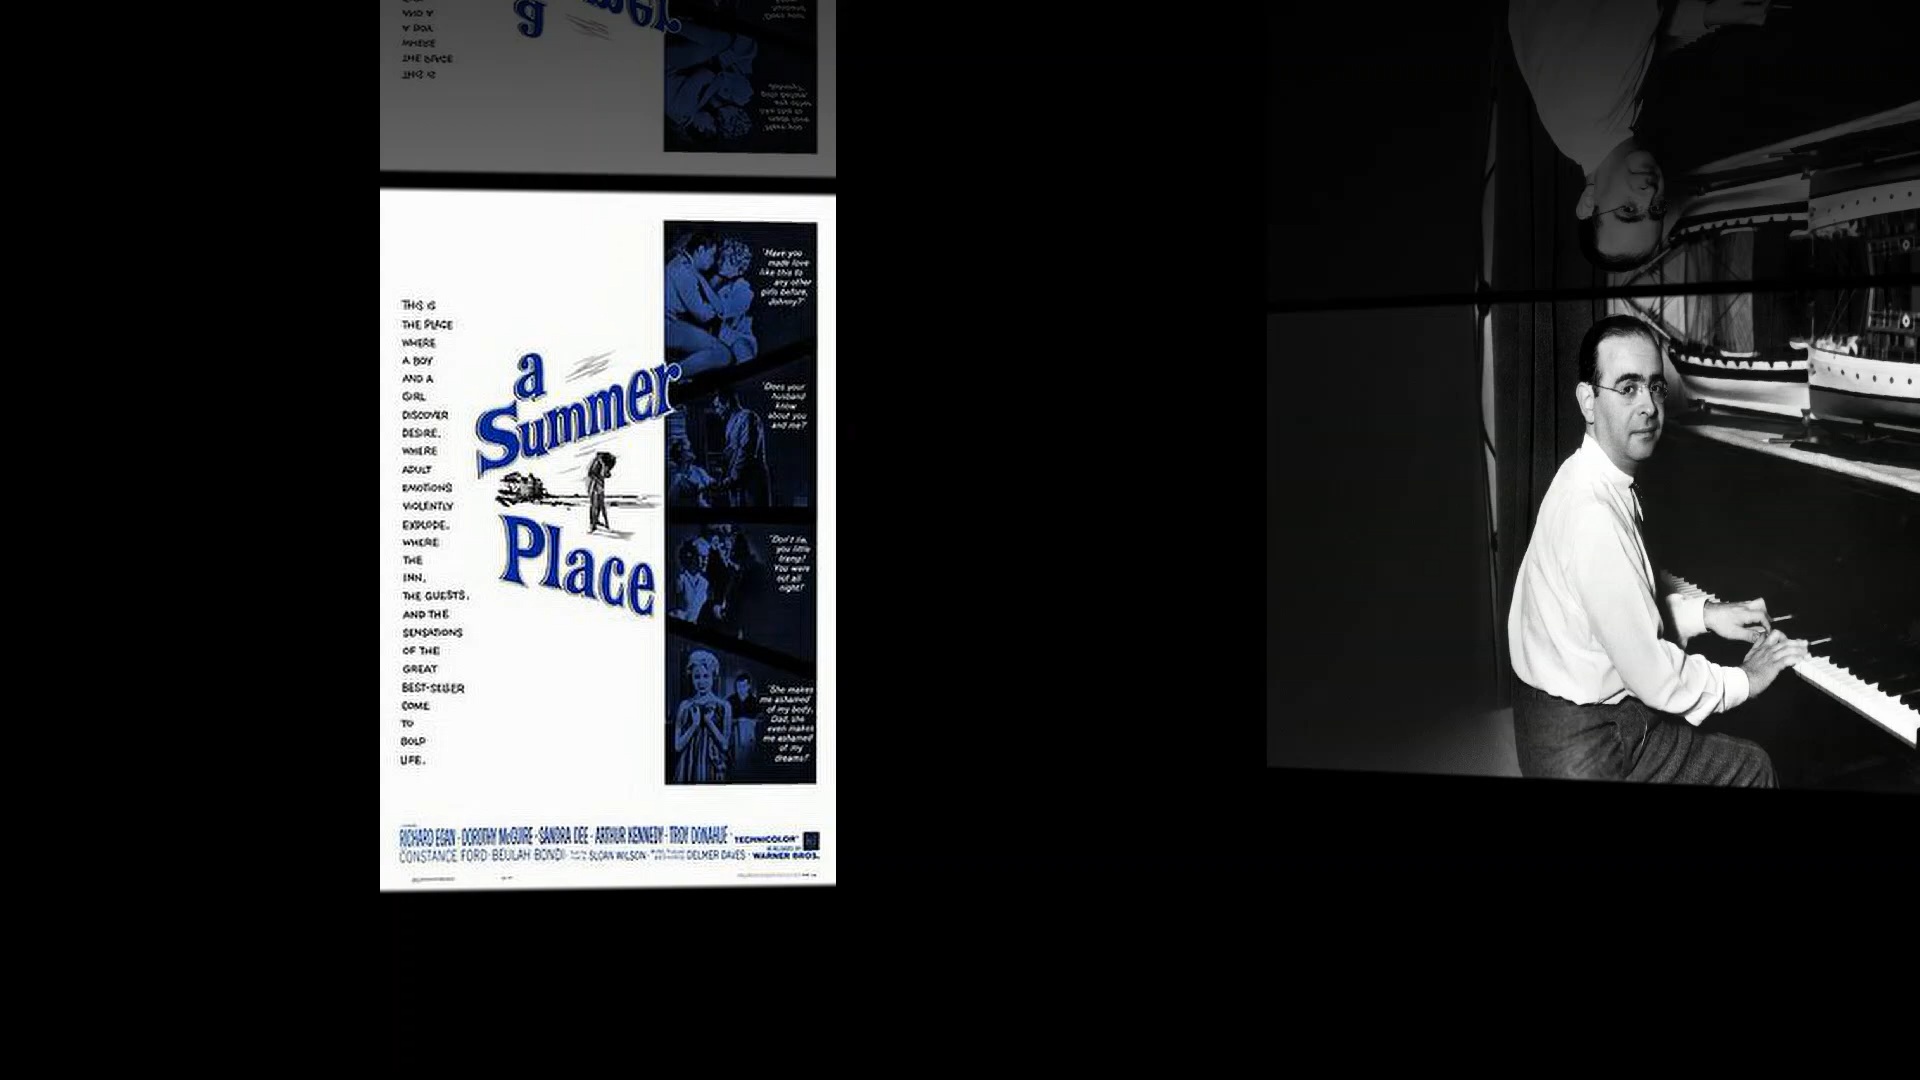 THIS IS
THE PLACE
WHERE
A BOY
AND A
GIRL
DISCOVER
DESIRE.
WHERE
ADULT
EMOTIONS
VIOLENTLY
EXPLODE.
WHERE
THE
INN,
THE GUESTS,
AND THE
SENSATIONS
OF THE
GREAT
BEST-SELLER
COME
TO
BOLD
LIFE.
a
Summer
Place
"Have you
made love
like this to
any other
girls before,
Johnny?"
"Does your
husband
know
about you
and me?"
"Don't lie,
you little
tramp!
You were
out all
night!"
"She makes
me ashamed
of my body,
Dad, she
even makes
me ashamed
of my
dreams!"
RICHARD EGAN · DOROTHY McGUIRE · SANDRA DEE · ARTHUR KENNEDY · TROY DONAHUE · TECHNICOLOR
CONSTANCE FORD · BEULAH BONDI SLOAN WILSON DELMER DAVES WARNER BROS.